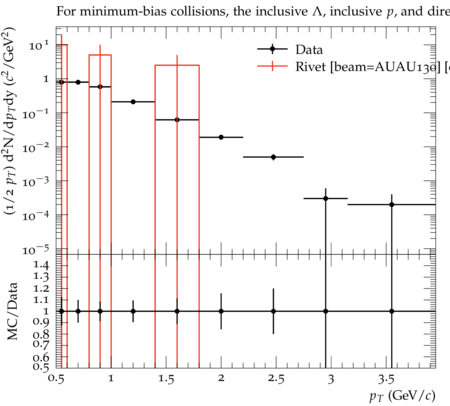 For minimum-bias collisions, the inclusive Λ, inclusive p, and dire
(1/2 p_T) d²N/dp_Tdy (c²/GeV²)
10¹
1
10⁻¹
10⁻²
10⁻³
10⁻⁴
10⁻⁵
Data
Rivet [beam=AUAU130] [c
MC/Data
1.4
1.3
1.2
1.1
1
0.9
0.8
0.7
0.6
0.5
0.5 1 1.5 2 2.5 3 3.5
p_T (GeV/c)